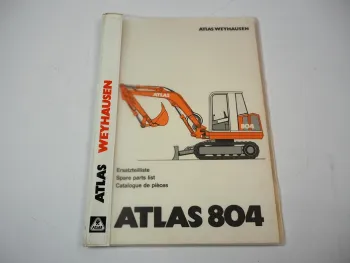 ATLAS WEYHAUSEN
ATLAS WEYHAUSEN
804
Ersatzteilliste
Spare parts list
Catalogue de pièces
ATLAS 804
ATLAS